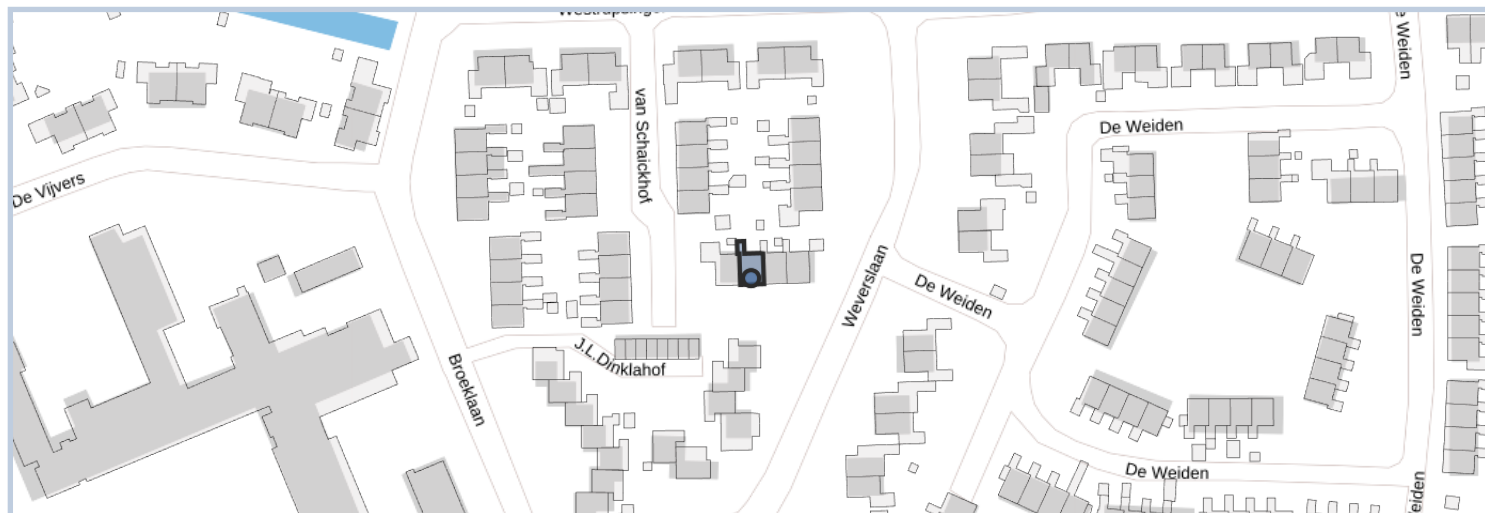 De Weiden
van Schaickhof
De Weiden
De Vijvers
Weverslaan
De Weiden
De Weiden
J.L.Dinklahof
Broeklaan
De Weiden